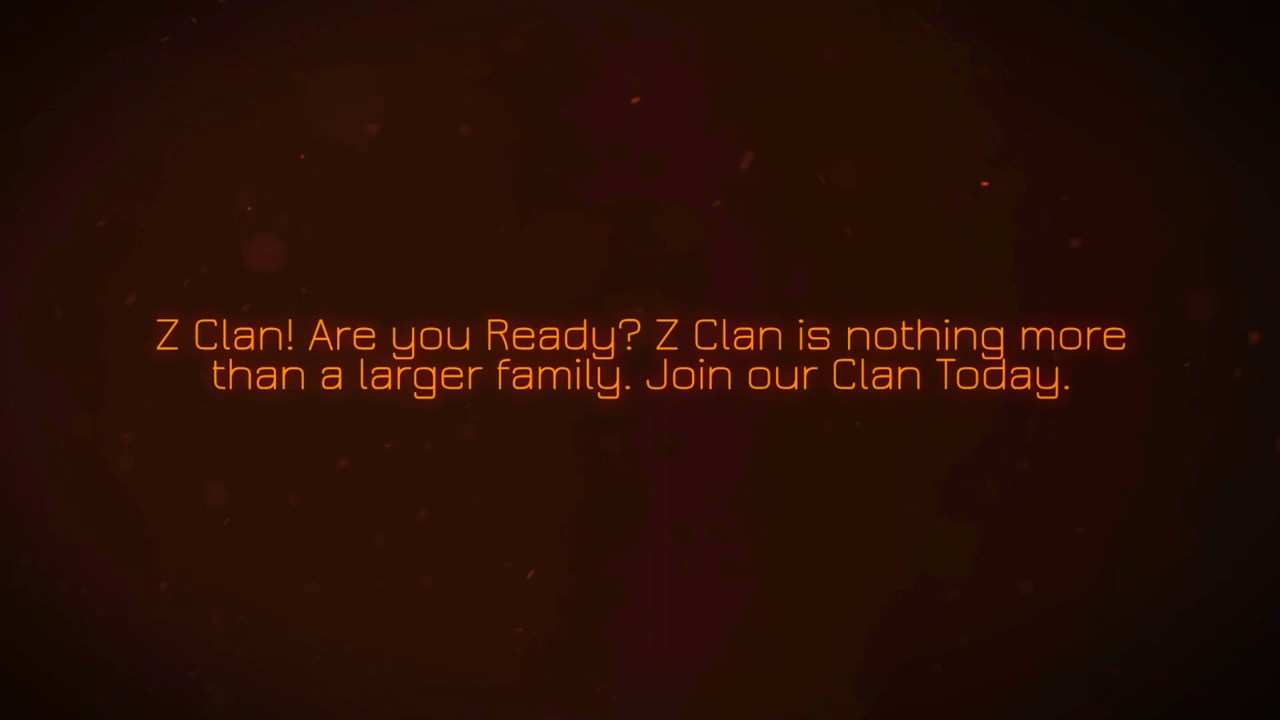 Z Clan! Are you Ready? Z Clan is nothing more
than a larger family. Join our Clan Today.